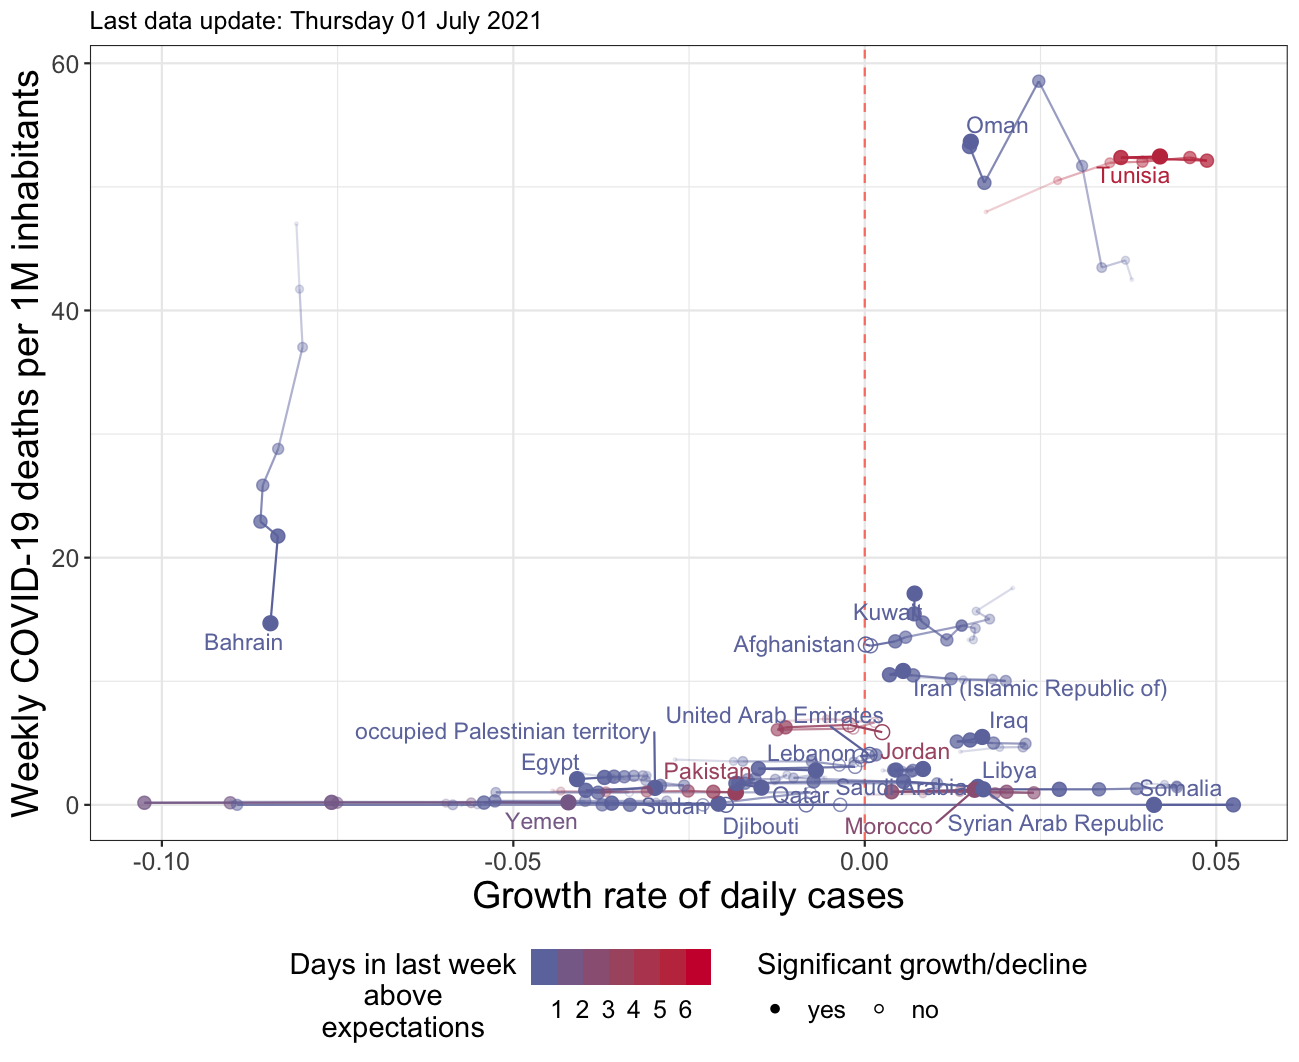 Last data update: Thursday 01 July 2021
Weekly COVID-19 deaths per 1M inhabitants
60
40
20
0
Oman
Tunisia
Bahrain
Kuwait
Afghanistan
Iran (Islamic Republic of)
United Arab Emirates
Iraq
occupied Palestinian territory
Egypt
Lebanon
Jordan
Pakistan
Libya
Saudi Arabia
Somalia
Qatar
Sudan
Yemen
Djibouti
Morocco
Syrian Arab Republic
-0.10
-0.05
0.00
0.05
Growth rate of daily cases
Days in last week
above
expectations
1 2 3 4 5 6
Significant growth/decline
yes
no